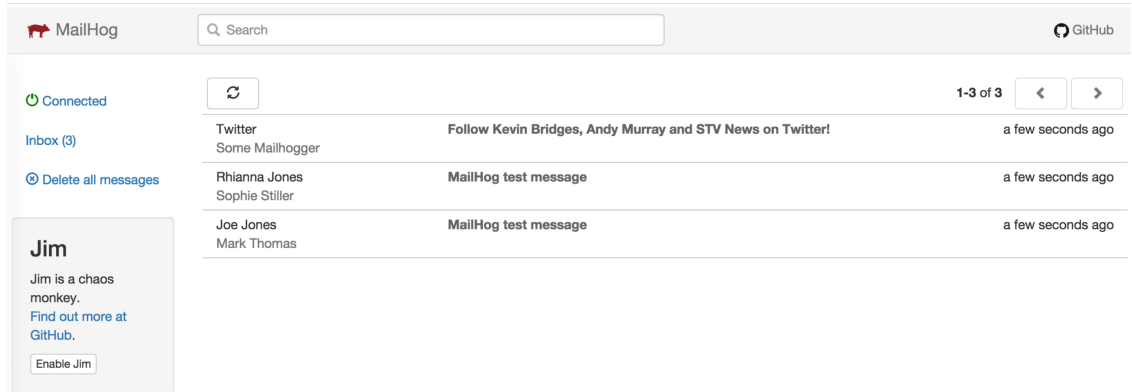 MailHog
Search
GitHub
Connected
Inbox (3)
Delete all messages
Jim
Jim is a chaos
monkey.
Find out more at
GitHub.
Enable Jim
1-3 of 3
Twitter Follow Kevin Bridges, Andy Murray and STV News on Twitter! a few seconds ago
Some Mailhogger
Rhianna Jones MailHog test message a few seconds ago
Sophie Stiller
Joe Jones MailHog test message a few seconds ago
Mark Thomas